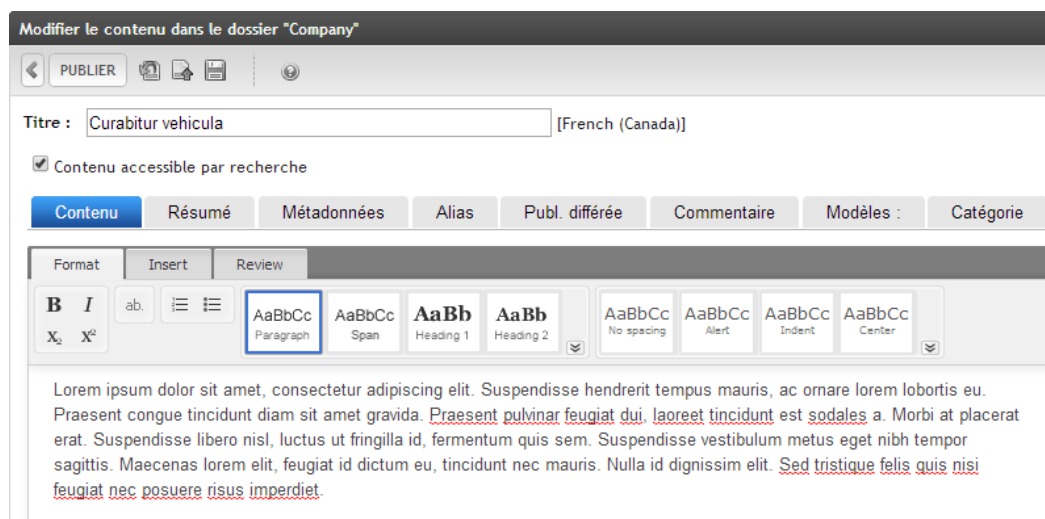 Modifier le contenu dans le dossier "Company"
PUBLIER
Titre : Curabitur vehicula [French (Canada)]
Contenu accessible par recherche
Contenu Résumé Métadonnées Alias Publ. différée Commentaire Modèles : Catégorie
Format Insert Review
B I ab.
X₂ X²
AaBbCc AaBbCc AaBb AaBb AaBbCc AaBbCc AaBbCc AaBbCc
Paragraph Span Heading 1 Heading 2 No spacing Alert Indent Center
Lorem ipsum dolor sit amet, consectetur adipiscing elit. Suspendisse hendrerit tempus mauris, ac ornare lorem lobortis eu.
Praesent congue tincidunt diam sit amet gravida. Praesent pulvinar feugiat dui, laoreet tincidunt est sodales a. Morbi at placerat
erat. Suspendisse libero nisl, luctus ut fringilla id, fermentum quis sem. Suspendisse vestibulum metus eget nibh tempor
sagittis. Maecenas lorem elit, feugiat id dictum eu, tincidunt nec mauris. Nulla id dignissim elit. Sed tristique felis quis nisi
feugiat nec posuere risus imperdiet.